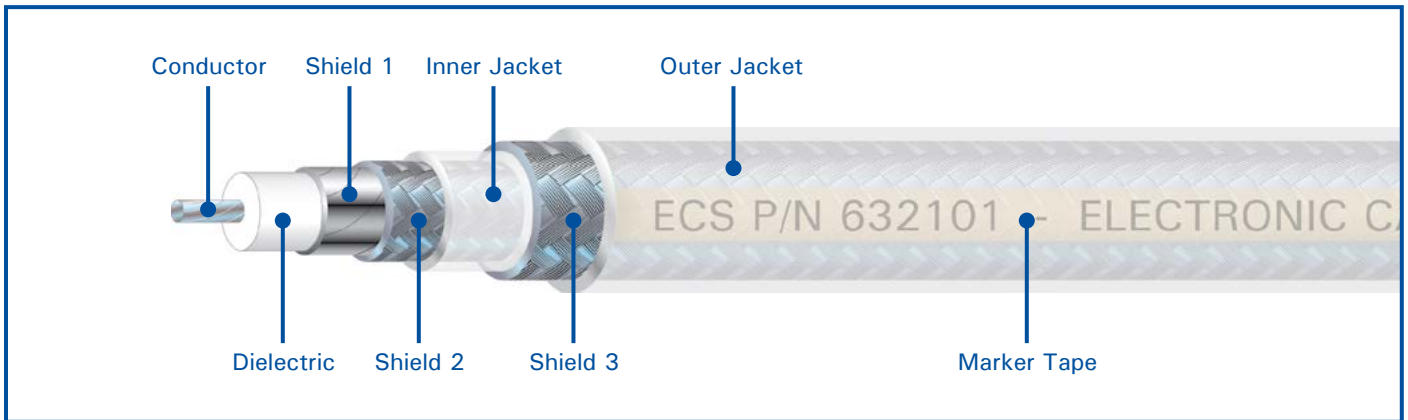 Conductor Shield 1 Inner Jacket Outer Jacket
ECS P/N 632101 - ELECTRONIC
Dielectric Shield 2 Shield 3 Marker Tape